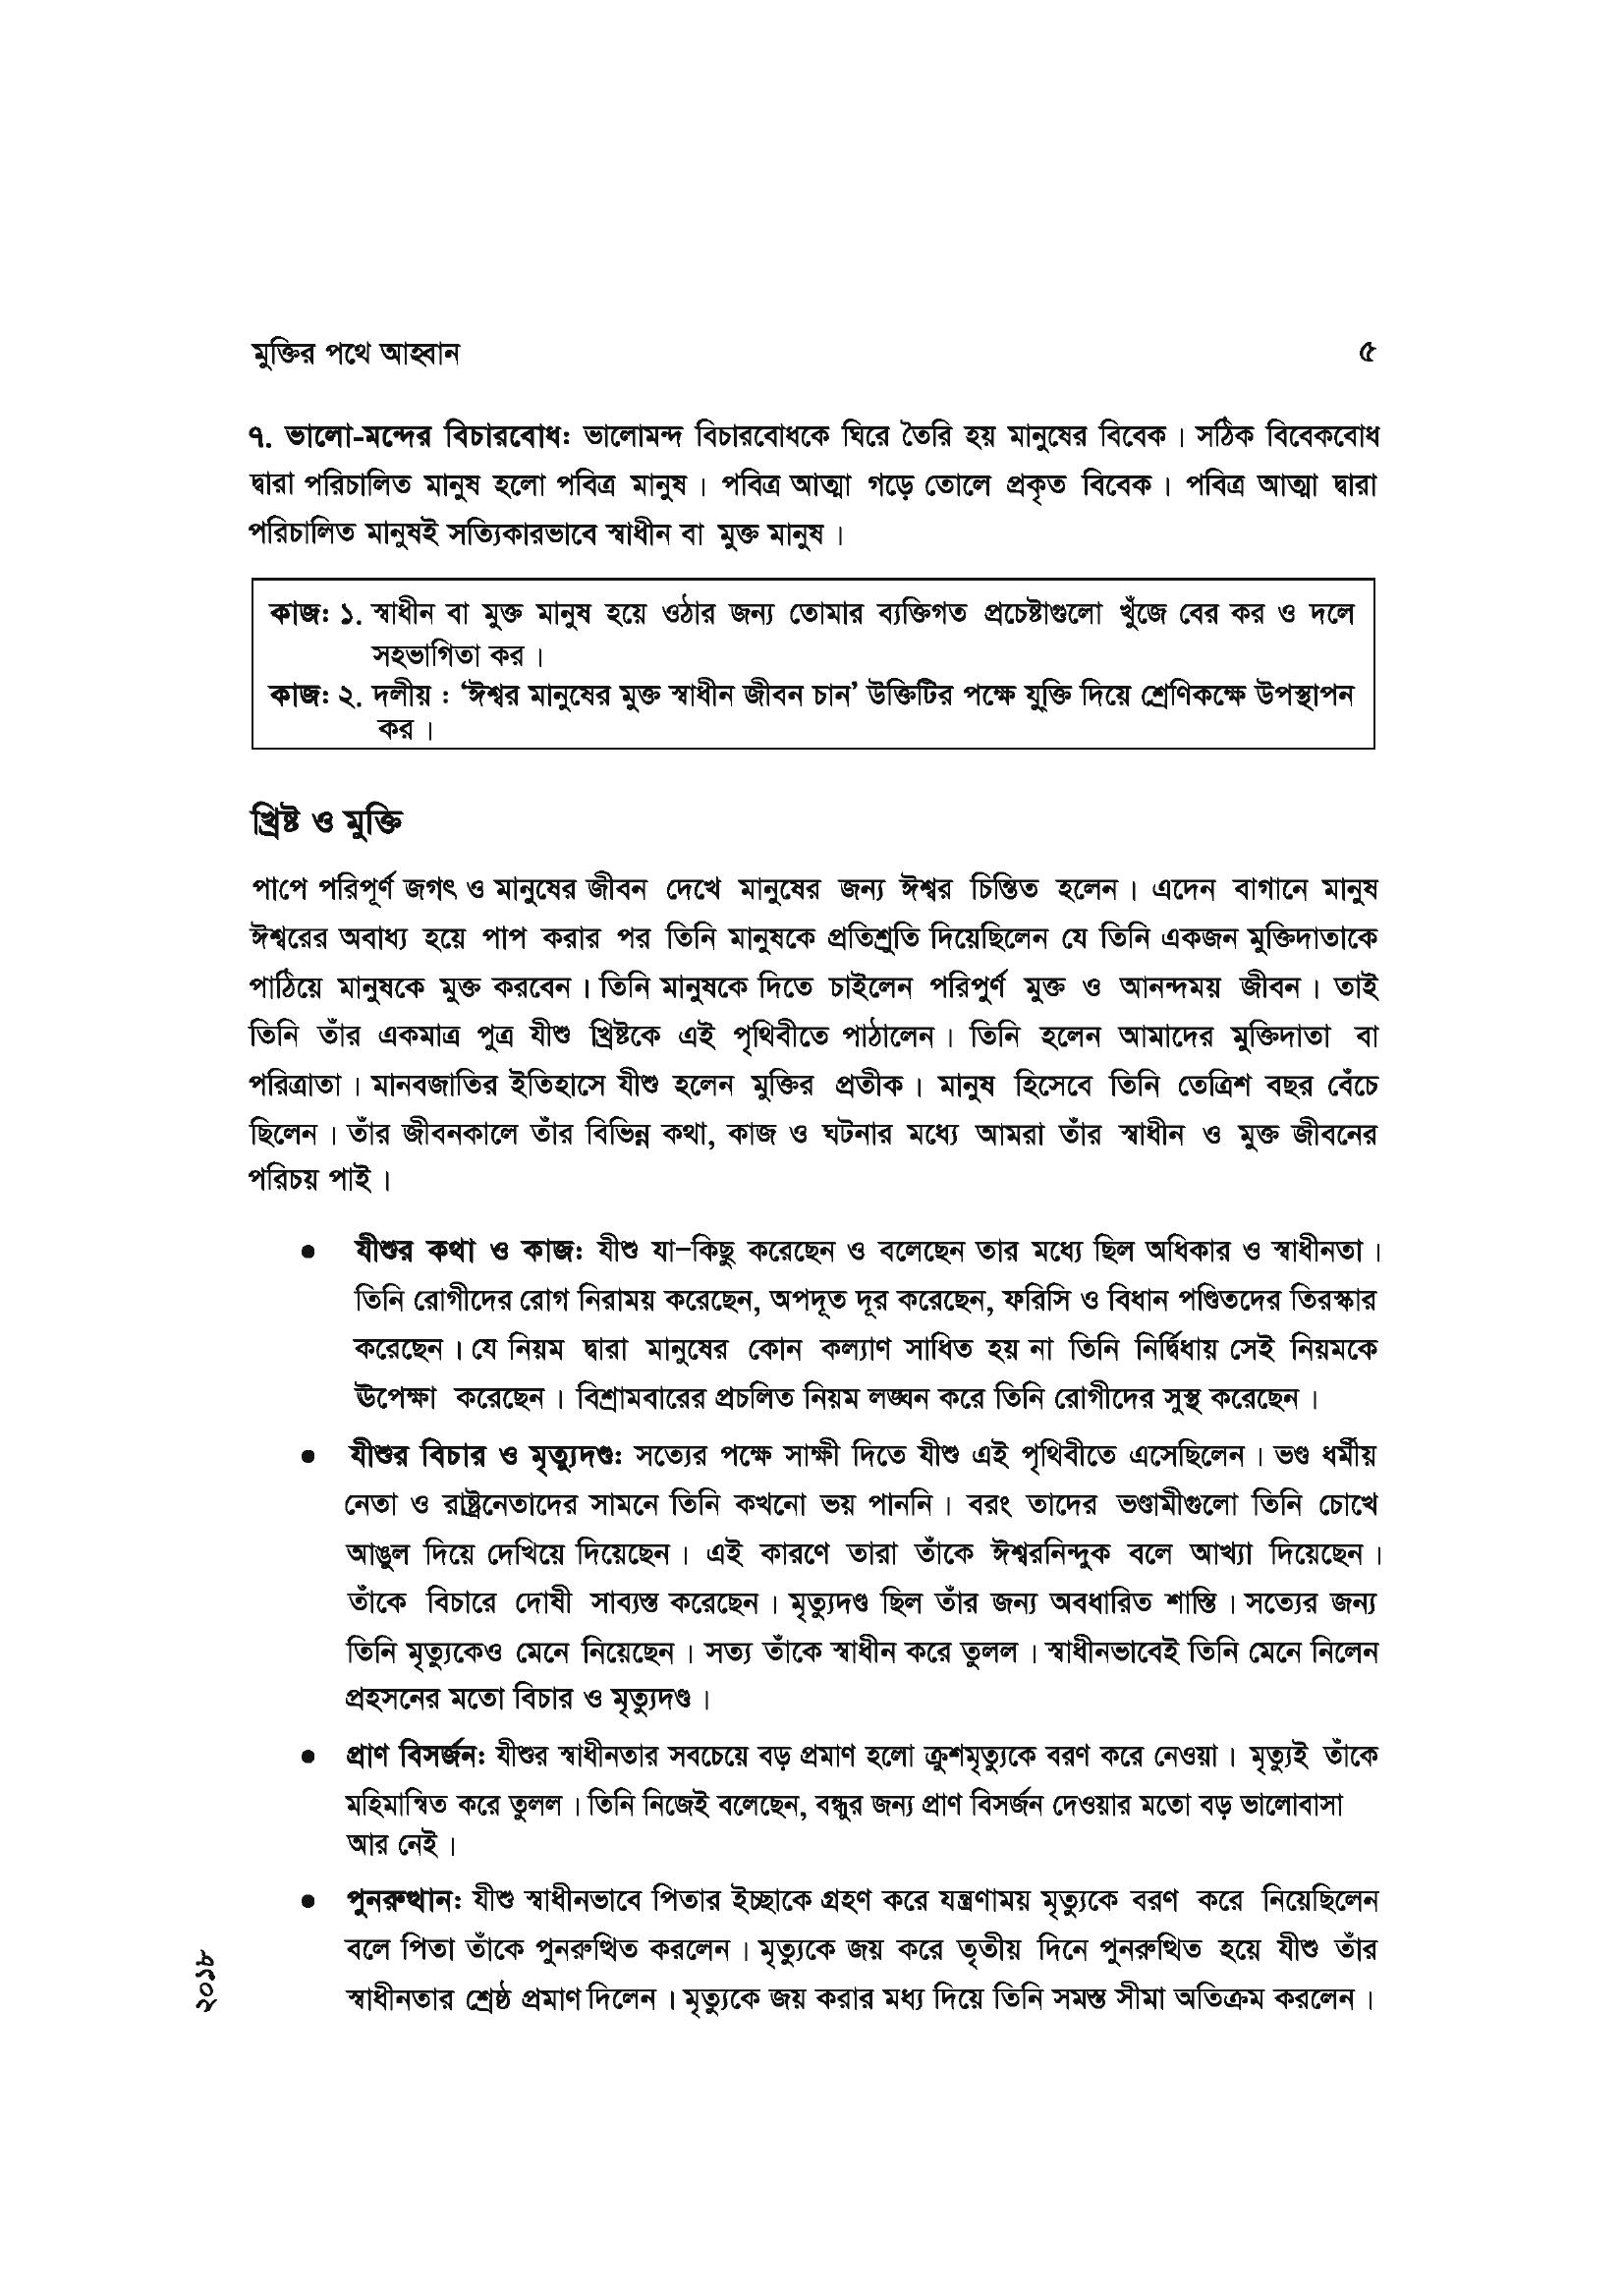 মুক্তির পথে আহ্বান ৫
৭. ভালো-মন্দের বিচারবোধ: ভালোমন্দ বিচারবোধকে ঘিরে তৈরি হয় মানুষের বিবেক। সঠিক বিবেকবোধ
দ্বারা পরিচালিত মানুষ হলো পবিত্র মানুষ। পবিত্র আত্মা গড়ে তোলে প্রকৃত বিবেক। পবিত্র আত্মা দ্বারা
পরিচালিত মানুষই সত্যিকারভাবে স্বাধীন বা মুক্ত মানুষ।
কাজ: ১. স্বাধীন বা মুক্ত মানুষ হয়ে ওঠার জন্য তোমার ব্যক্তিগত প্রচেষ্টাগুলো খুঁজে বের কর ও দলে
সহভাগিতা কর।
কাজ: ২. দলীয় : ‘ঈশ্বর মানুষের মুক্ত স্বাধীন জীবন চান’ উক্তিটির পক্ষে যুক্তি দিয়ে শ্রেণিকক্ষে উপস্থাপন
কর।
খ্রিষ্ট ও মুক্তি
পাপে পরিপূর্ণ জগৎ ও মানুষের জীবন দেখে মানুষের জন্য ঈশ্বর চিন্তিত হলেন। এদেন বাগানে মানুষ
ঈশ্বরের অবাধ্য হয়ে পাপ করার পর তিনি মানুষকে প্রতিশ্রুতি দিয়েছিলেন যে তিনি একজন মুক্তিদাতাকে
পাঠিয়ে মানুষকে মুক্ত করবেন। তিনি মানুষকে দিতে চাইলেন পরিপুর্ণ মুক্ত ও আনন্দময় জীবন। তাই
তিনি তাঁর একমাত্র পুত্র যীশু খ্রিষ্টকে এই পৃথিবীতে পাঠালেন। তিনি হলেন আমাদের মুক্তিদাতা বা
পরিত্রাতা। মানবজাতির ইতিহাসে যীশু হলেন মুক্তির প্রতীক। মানুষ হিসেবে তিনি তেত্রিশ বছর বেঁচে
ছিলেন। তাঁর জীবনকালে তাঁর বিভিন্ন কথা, কাজ ও ঘটনার মধ্যে আমরা তাঁর স্বাধীন ও মুক্ত জীবনের
পরিচয় পাই।
• যীশুর কথা ও কাজ: যীশু যা-কিছু করেছেন ও বলেছেন তার মধ্যে ছিল অধিকার ও স্বাধীনতা।
তিনি রোগীদের রোগ নিরাময় করেছেন, অপদূত দূর করেছেন, ফরিসি ও বিধান পণ্ডিতদের তিরস্কার
করেছেন। যে নিয়ম দ্বারা মানুষের কোন কল্যাণ সাধিত হয় না তিনি নির্দ্বিধায় সেই নিয়মকে
ঊপেক্ষা করেছেন। বিশ্রামবারের প্রচলিত নিয়ম লঙ্ঘন করে তিনি রোগীদের সুস্থ করেছেন।
• যীশুর বিচার ও মৃত্যুদণ্ড: সত্যের পক্ষে সাক্ষী দিতে যীশু এই পৃথিবীতে এসেছিলেন। ভণ্ড ধর্মীয়
নেতা ও রাষ্ট্রনেতাদের সামনে তিনি কখনো ভয় পাননি। বরং তাদের ভণ্ডামীগুলো তিনি চোখে
আঙুল দিয়ে দেখিয়ে দিয়েছেন। এই কারণে তারা তাঁকে ঈশ্বরনিন্দুক বলে আখ্যা দিয়েছেন।
তাঁকে বিচারে দোষী সাব্যস্ত করেছেন। মৃত্যুদণ্ড ছিল তাঁর জন্য অবধারিত শাস্তি। সত্যের জন্য
তিনি মৃত্যুকেও মেনে নিয়েছেন। সত্য তাঁকে স্বাধীন করে তুলল। স্বাধীনভাবেই তিনি মেনে নিলেন
প্রহসনের মতো বিচার ও মৃত্যুদণ্ড।
• প্রাণ বিসর্জন: যীশুর স্বাধীনতার সবচেয়ে বড় প্রমাণ হলো ক্রুশমৃত্যুকে বরণ করে নেওয়া। মৃত্যুই তাঁকে
মহিমান্বিত করে তুলল। তিনি নিজেই বলেছেন, বন্ধুর জন্য প্রাণ বিসর্জন দেওয়ার মতো বড় ভালোবাসা
আর নেই।
• পুনরুত্থান: যীশু স্বাধীনভাবে পিতার ইচ্ছাকে গ্রহণ করে যন্ত্রণাময় মৃত্যুকে বরণ করে নিয়েছিলেন
বলে পিতা তাঁকে পুনরুত্থিত করলেন। মৃত্যুকে জয় করে তৃতীয় দিনে পুনরুত্থিত হয়ে যীশু তাঁর
স্বাধীনতার শ্রেষ্ঠ প্রমাণ দিলেন। মৃত্যুকে জয় করার মধ্য দিয়ে তিনি সমস্ত সীমা অতিক্রম করলেন।
২০১৮